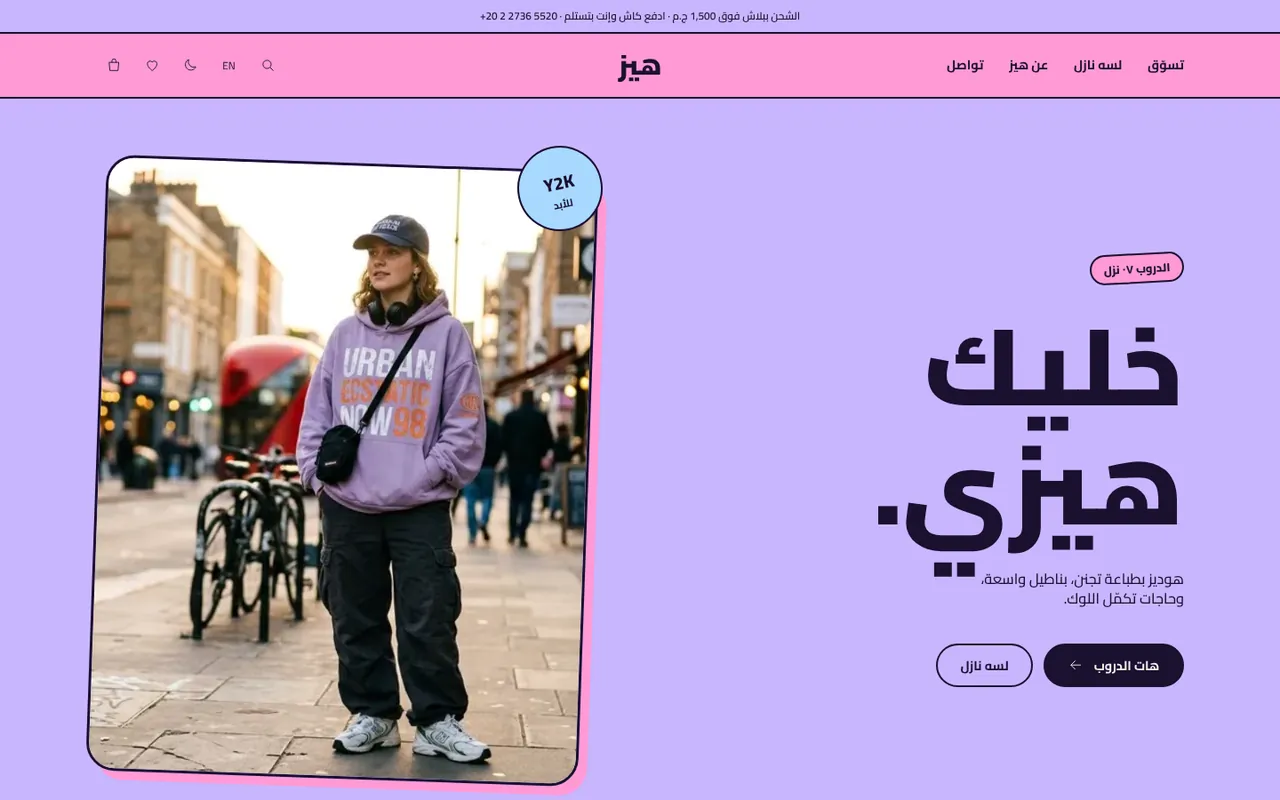 الشحن ببلاش فوق 1,500 ج.م · ادفع كاش وإنت بتستلم · 5520 2736 2 20+
تسوّق
لسه نازل
عن هيز
تواصل
هيز
EN
الدروب ٠٧ نزل
خليك
هيزي.
هوديز بطباعة تجنن، بناطيل واسعة،
وحاجات تكمّل اللوك.
هات الدروب ←
لسه نازل
Y2K
للأبد
URBAN
ECSTATIC
NOW 98